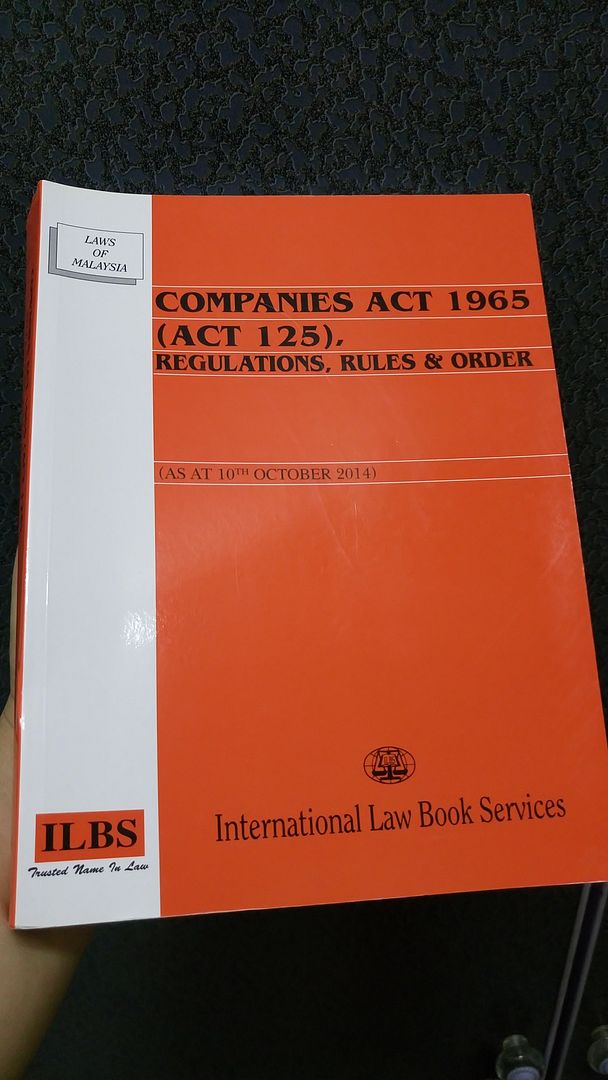 LAWS
OF
MALAYSIA
COMPANIES ACT 1965
(ACT 125),
REGULATIONS, RULES & ORDER
(AS AT 10TH OCTOBER 2014)
International Law Book Services
ILBS
Trusted Name In Law